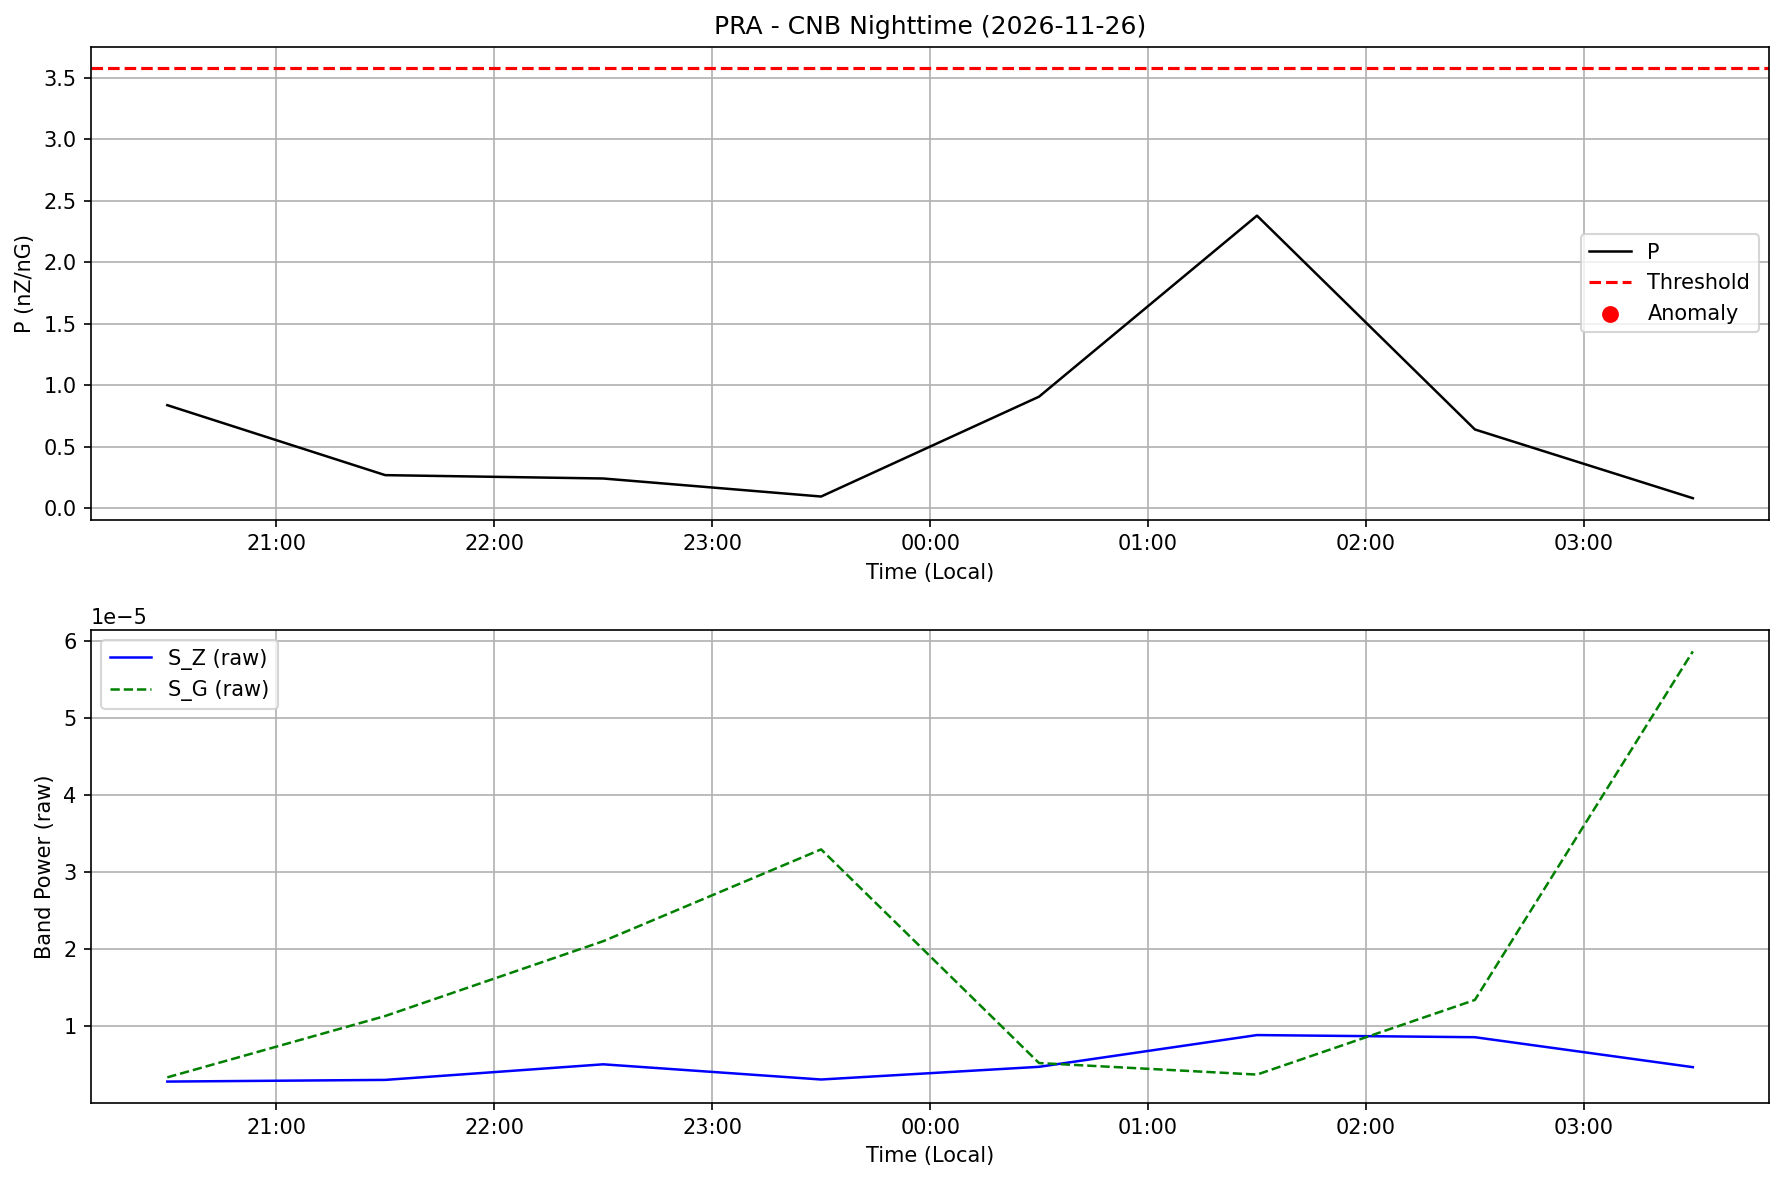 PRA - CNB Nighttime (2026-11-26)
P (nZ/nG)
3.5
3.0
2.5
2.0
1.5
1.0
0.5
0.0
P
Threshold
Anomaly
21:00 22:00 23:00 00:00 01:00 02:00 03:00
Time (Local)
1e−5
Band Power (raw)
6
5
4
3
2
1
S_Z (raw)
S_G (raw)
21:00 22:00 23:00 00:00 01:00 02:00 03:00
Time (Local)